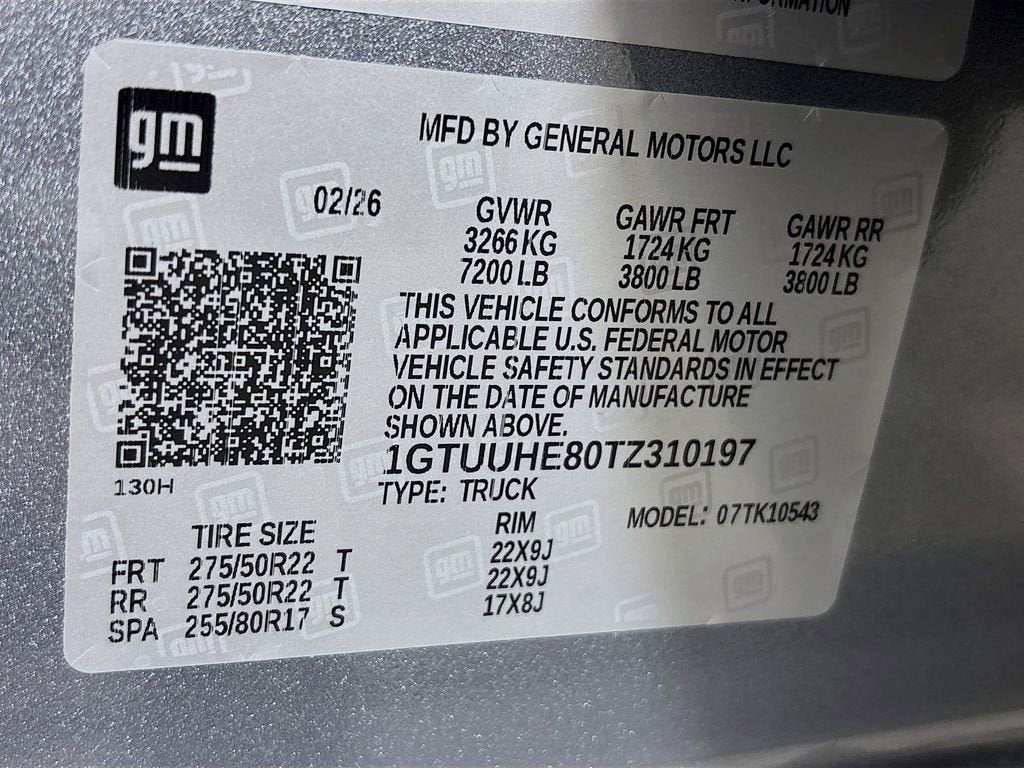 INFORMATION
gm
MFD BY GENERAL MOTORS LLC
02/26
GVWR GAWR FRT GAWR RR
3266 KG 1724 KG 1724 KG
7200 LB 3800 LB 3800 LB
THIS VEHICLE CONFORMS TO ALL
APPLICABLE U.S. FEDERAL MOTOR
VEHICLE SAFETY STANDARDS IN EFFECT
ON THE DATE OF MANUFACTURE
SHOWN ABOVE.
1GTUUHE80TZ310197
130H
TYPE: TRUCK
MODEL: 07TK10543
TIRE SIZE RIM
FRT 275/50R22 T 22X9J
RR 275/50R22 T 22X9J
SPA 255/80R17 S 17X8J